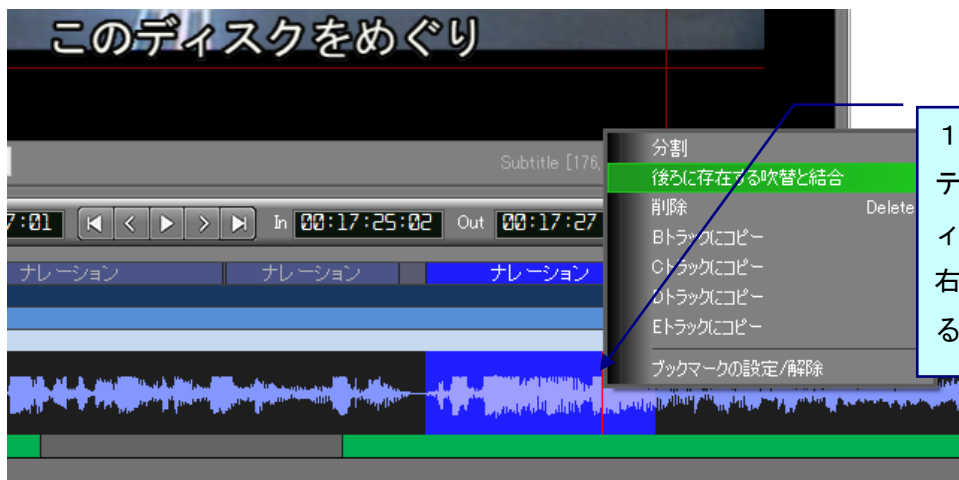 このディスクをめぐり
Subtitle [176,
7:01
In 00:17:25:02 Out 00:17:27
ナレーション ナレーション ナレーション
分割
後ろに存在する吹替と結合
削除 Delete
Bトラックにコピー
Cトラックにコピー
Dトラックにコピー
Eトラックにコピー
ブックマークの設定/解除
1
テ
ィ
右
る